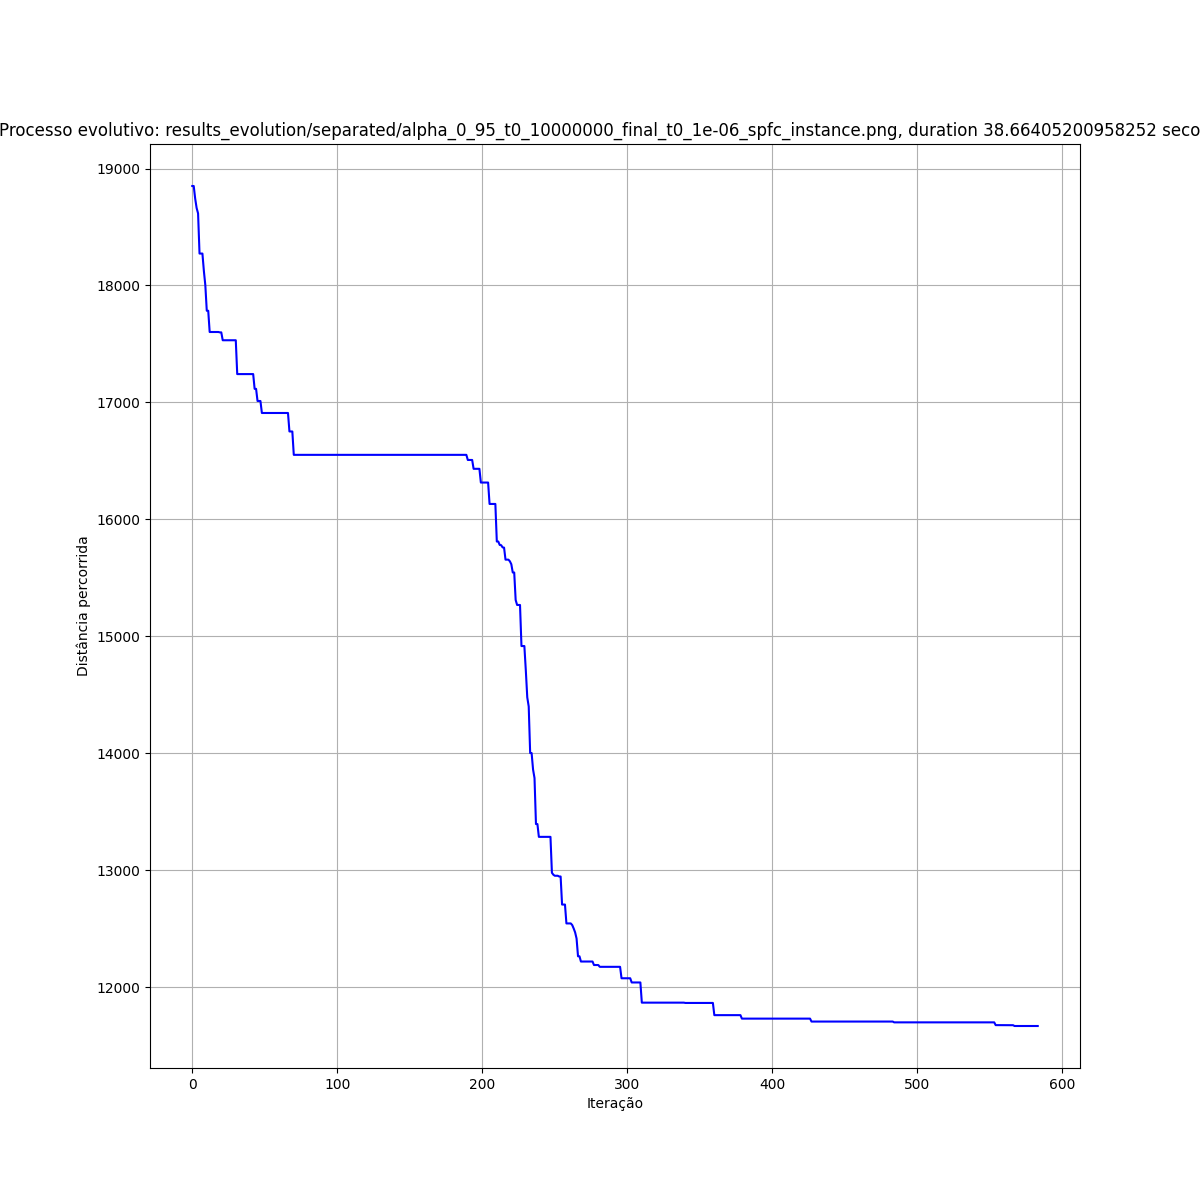 Processo evolutivo: results_evolution/separated/alpha_0_95_t0_10000000_final_t0_1e-06_spfc_instance.png, duration 38.66405200958252 seco
19000
18000
17000
16000
15000
14000
13000
12000
Distância percorrida
0 100 200 300 400 500 600
Iteração